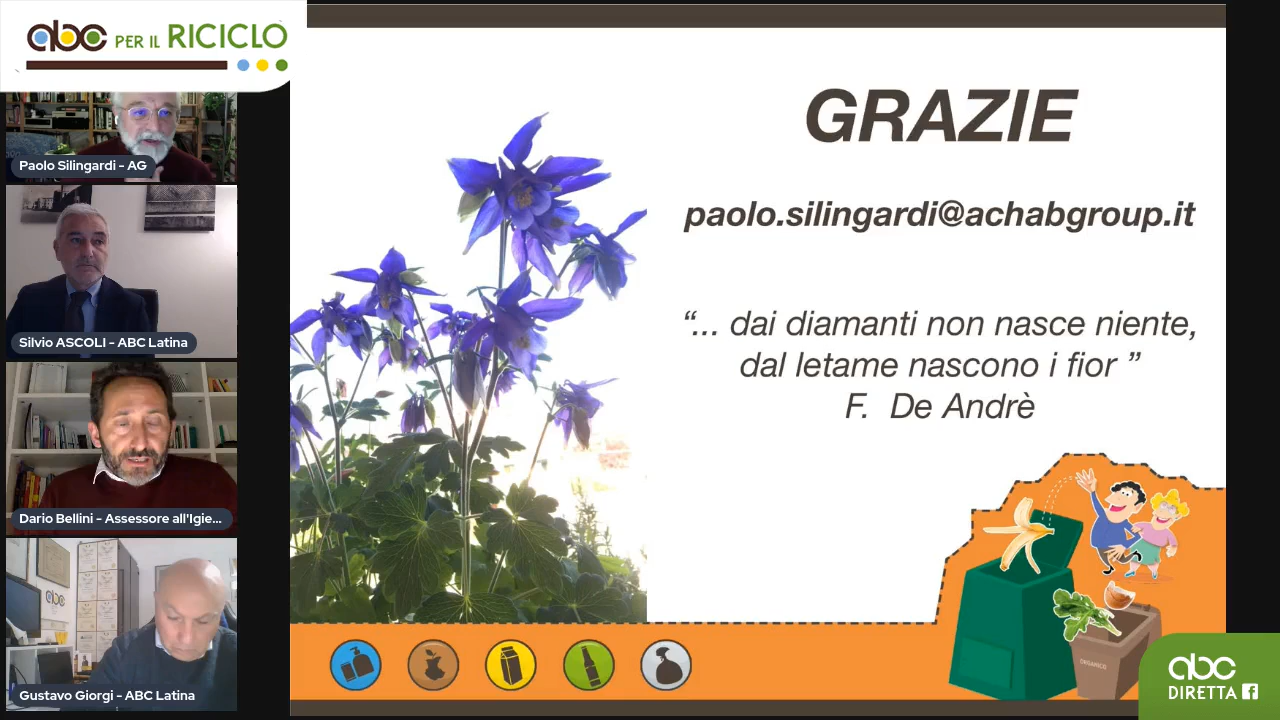 abc PER IL RICICLO
Paolo Silingardi - AG
Silvio ASCOLI - ABC Latina
Dario Bellini - Assessore all'Igie...
abc
Gustavo Giorgi - ABC Latina
GRAZIE
paolo.silingardi@achabgroup.it
“... dai diamanti non nasce niente,
dal letame nascono i fior ”
F. De Andrè
ORGANICO
abc
DIRETTA f